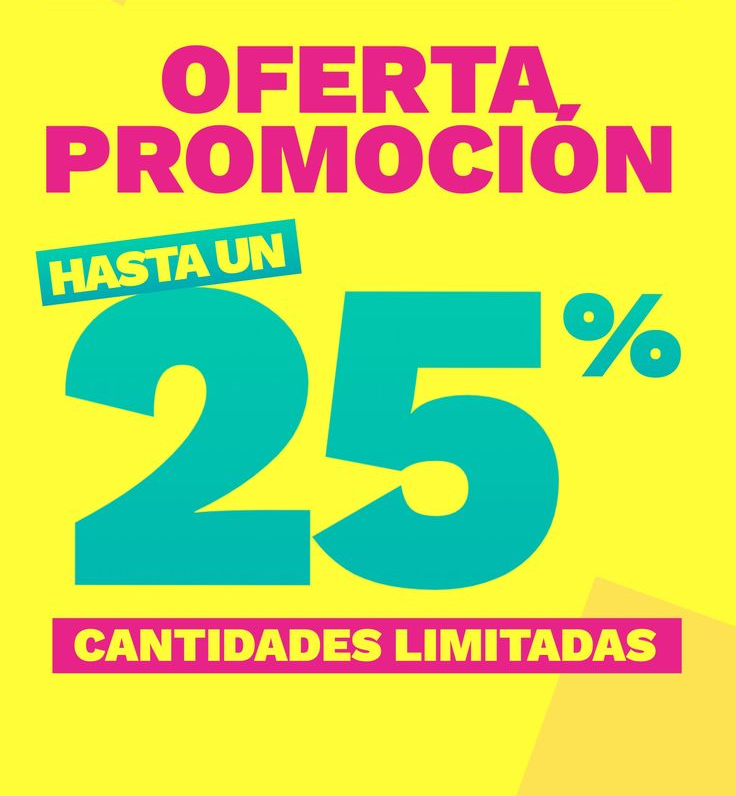 OFERTA,
PROMOCIÓN
HASTA UN
25%
CANTIDADES LIMITADAS